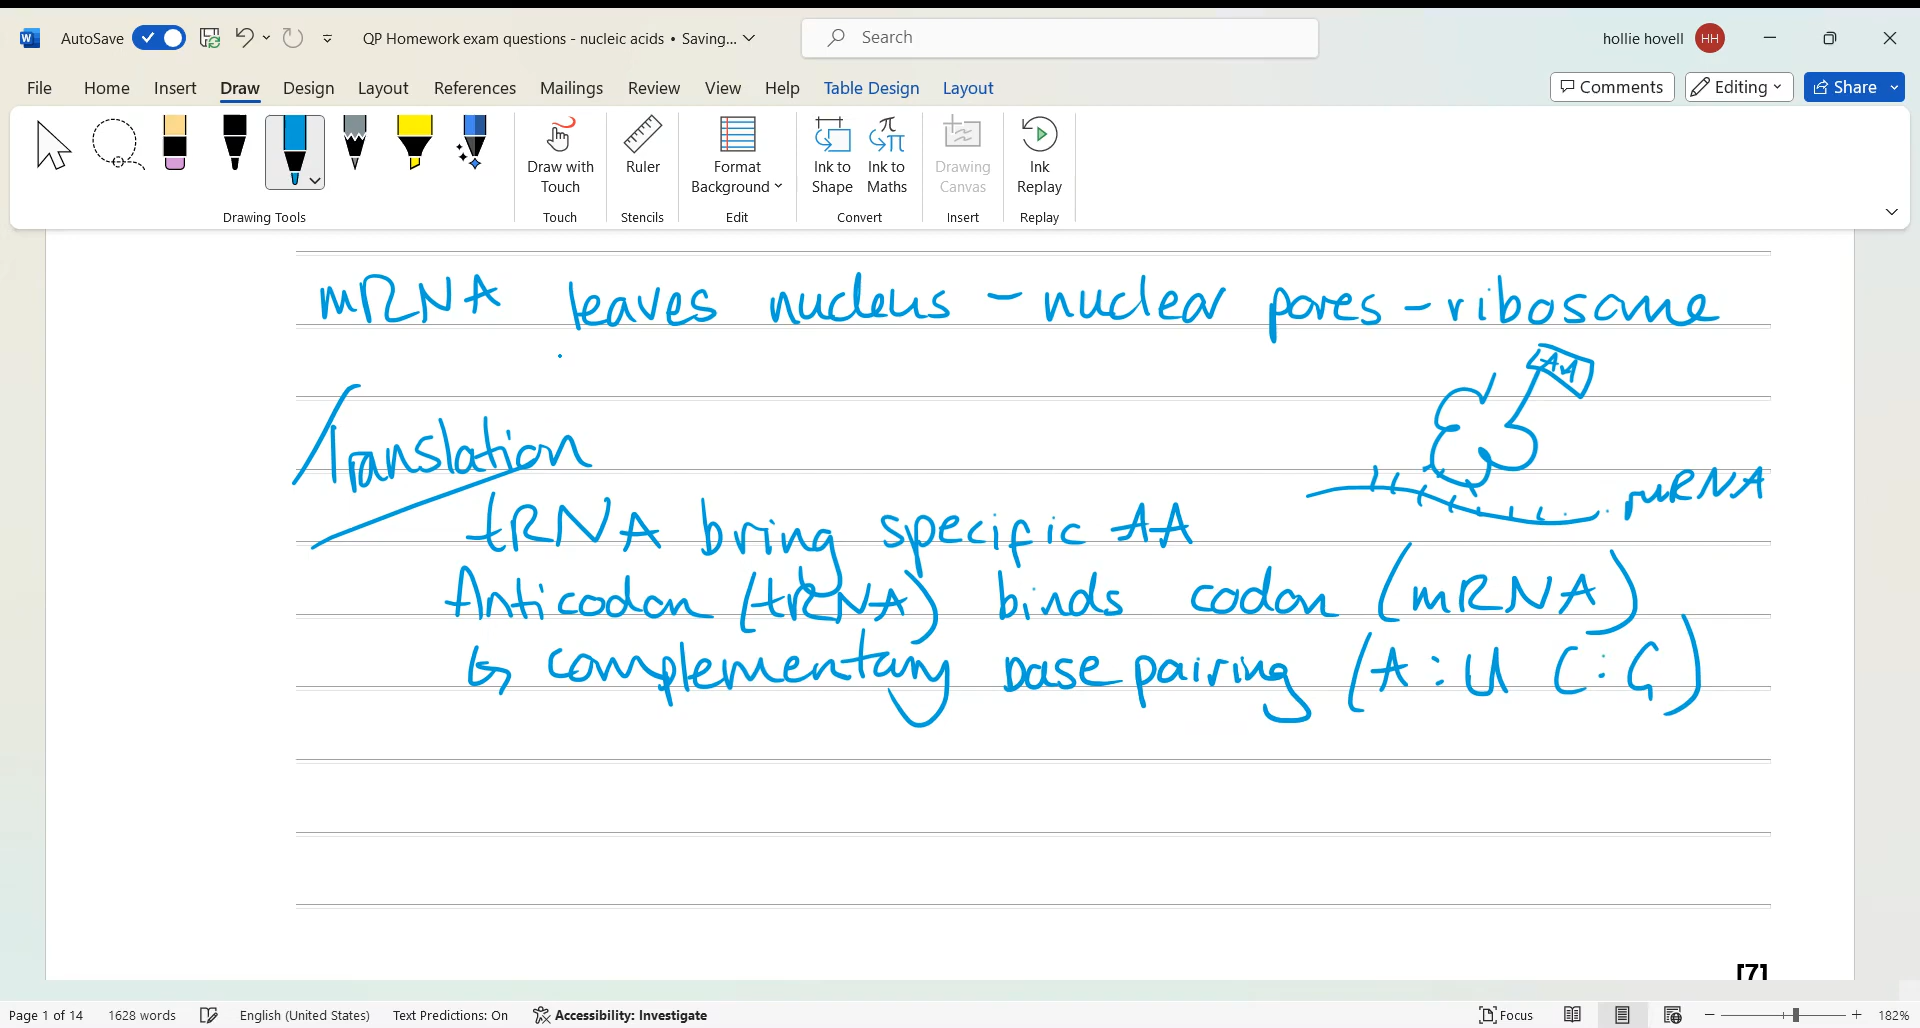 AutoSave
QP Homework exam questions - nucleic acids • Saving...
Search
hollie hovell
HH
File
Home
Insert
Draw
Design
Layout
References
Mailings
Review
View
Help
Table Design
Layout
Comments
Editing
Share
Draw with Touch
Ruler
Format Background
Ink to Shape
Ink to Maths
Drawing Canvas
Ink Replay
Drawing Tools
Touch
Stencils
Edit
Convert
Insert
Replay
mRNA leaves nucleus - nuclear pores - ribosome
AA
Translation
mRNA
tRNA bring specific AA
Anticodon (tRNA) binds codon (mRNA)
↳ complementary base pairing (A:U C:G)
[7]
Page 1 of 14
1628 words
English (United States)
Text Predictions: On
Accessibility: Investigate
Focus
182%